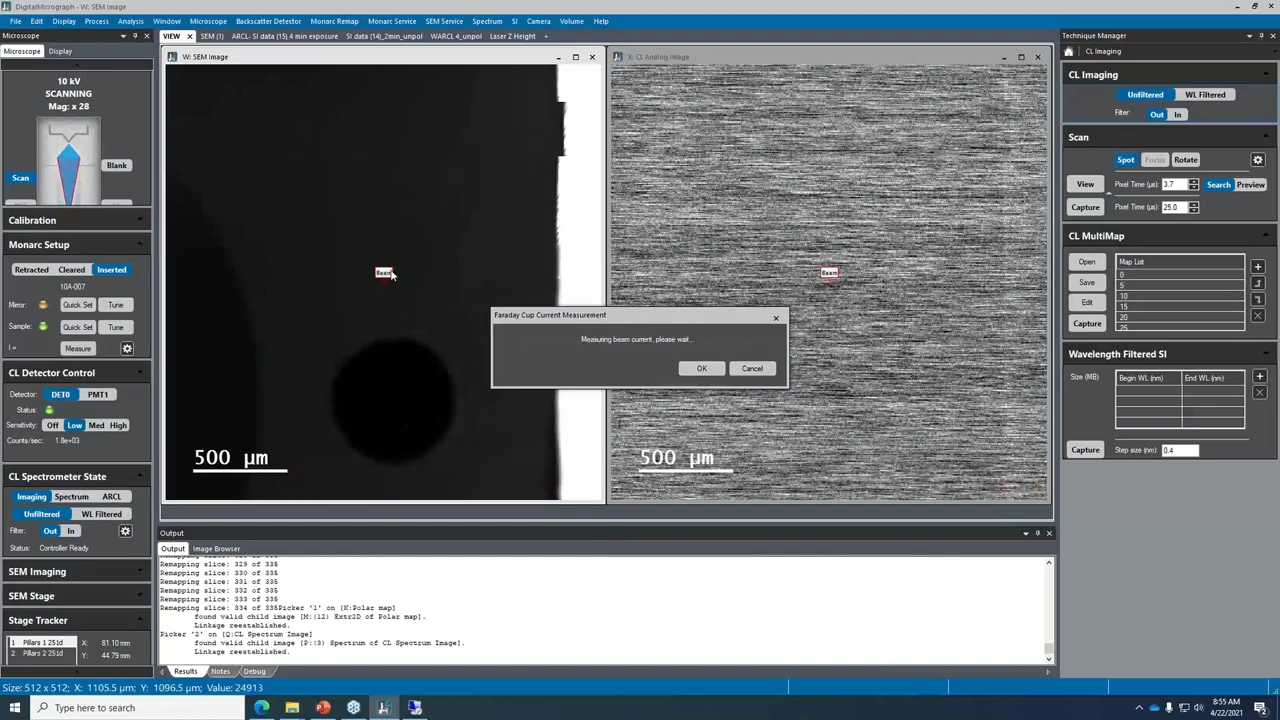 DigitalMicrograph - W: SEM Image
File Edit Display Process Analysis Window Microscope Backscatter Detector Monarc Remap Monarc Service SEM Service Spectrum SI Camera Volume Help
Microscope
VIEW SEM (1) ARCL- SI data (15) 4 min exposure SI data (14)_2min_unpol WARCL 4_unpol Laser Z Height +
Technique Manager
Microscope Display
W: SEM Image
X: CL Analog Image
CL Imaging
10 kV
SCANNING
Mag: x 28
Scan
Blank
Calibration
Monarc Setup
Retracted Cleared Inserted
10A-007
Mirror: Quick Set Tune
Sample: Quick Set Tune
I = Measure
CL Detector Control
Detector: DET0 PMT1
Status:
Sensitivity: Off Low Med High
Counts/sec: 1.8e+03
CL Spectrometer State
Imaging Spectrum ARCL
Unfiltered WL Filtered
Filter: Out In
Status: Controller Ready
SEM Imaging
SEM Stage
Stage Tracker
1 Pillars 1 251d X: 81.10 mm
2 Pillars 2 251d Y: 44.79 mm
Beam
500 µm
Beam
500 µm
Faraday Cup Current Measurement
Measuring beam current, please wait...
OK Cancel
CL Imaging
Unfiltered WL Filtered
Filter: Out In
Scan
Spot Focus Rotate
View Pixel Time (µs): 3.7 Search Preview
Capture Pixel Time (µs): 25.0
CL MultiMap
Open
Save
Edit
Capture
Map List
0
5
10
15
20
25
Wavelength Filtered SI
Size (MB) Begin WL (nm) End WL (nm)
Capture Step size (nm): 0.4
Output
Output Image Browser
Remapping slice: 329 of 335
Remapping slice: 330 of 335
Remapping slice: 331 of 335
Remapping slice: 332 of 335
Remapping slice: 333 of 335
Remapping slice: 334 of 335Picker '1' on [K:Polar map]
found valid child image [M:(12) Extr2D of Polar map].
Linkage reestablished.
Picker '2' on [Q:CL Spectrum Image]
found valid child image [P:(3) Spectrum of CL Spectrum Image].
Linkage reestablished.
Results Notes Debug
Size: 512 x 512; X: 1105.5 µm; Y: 1096.5 µm; Value: 24913
Type here to search
8:55 AM
4/22/2021
2